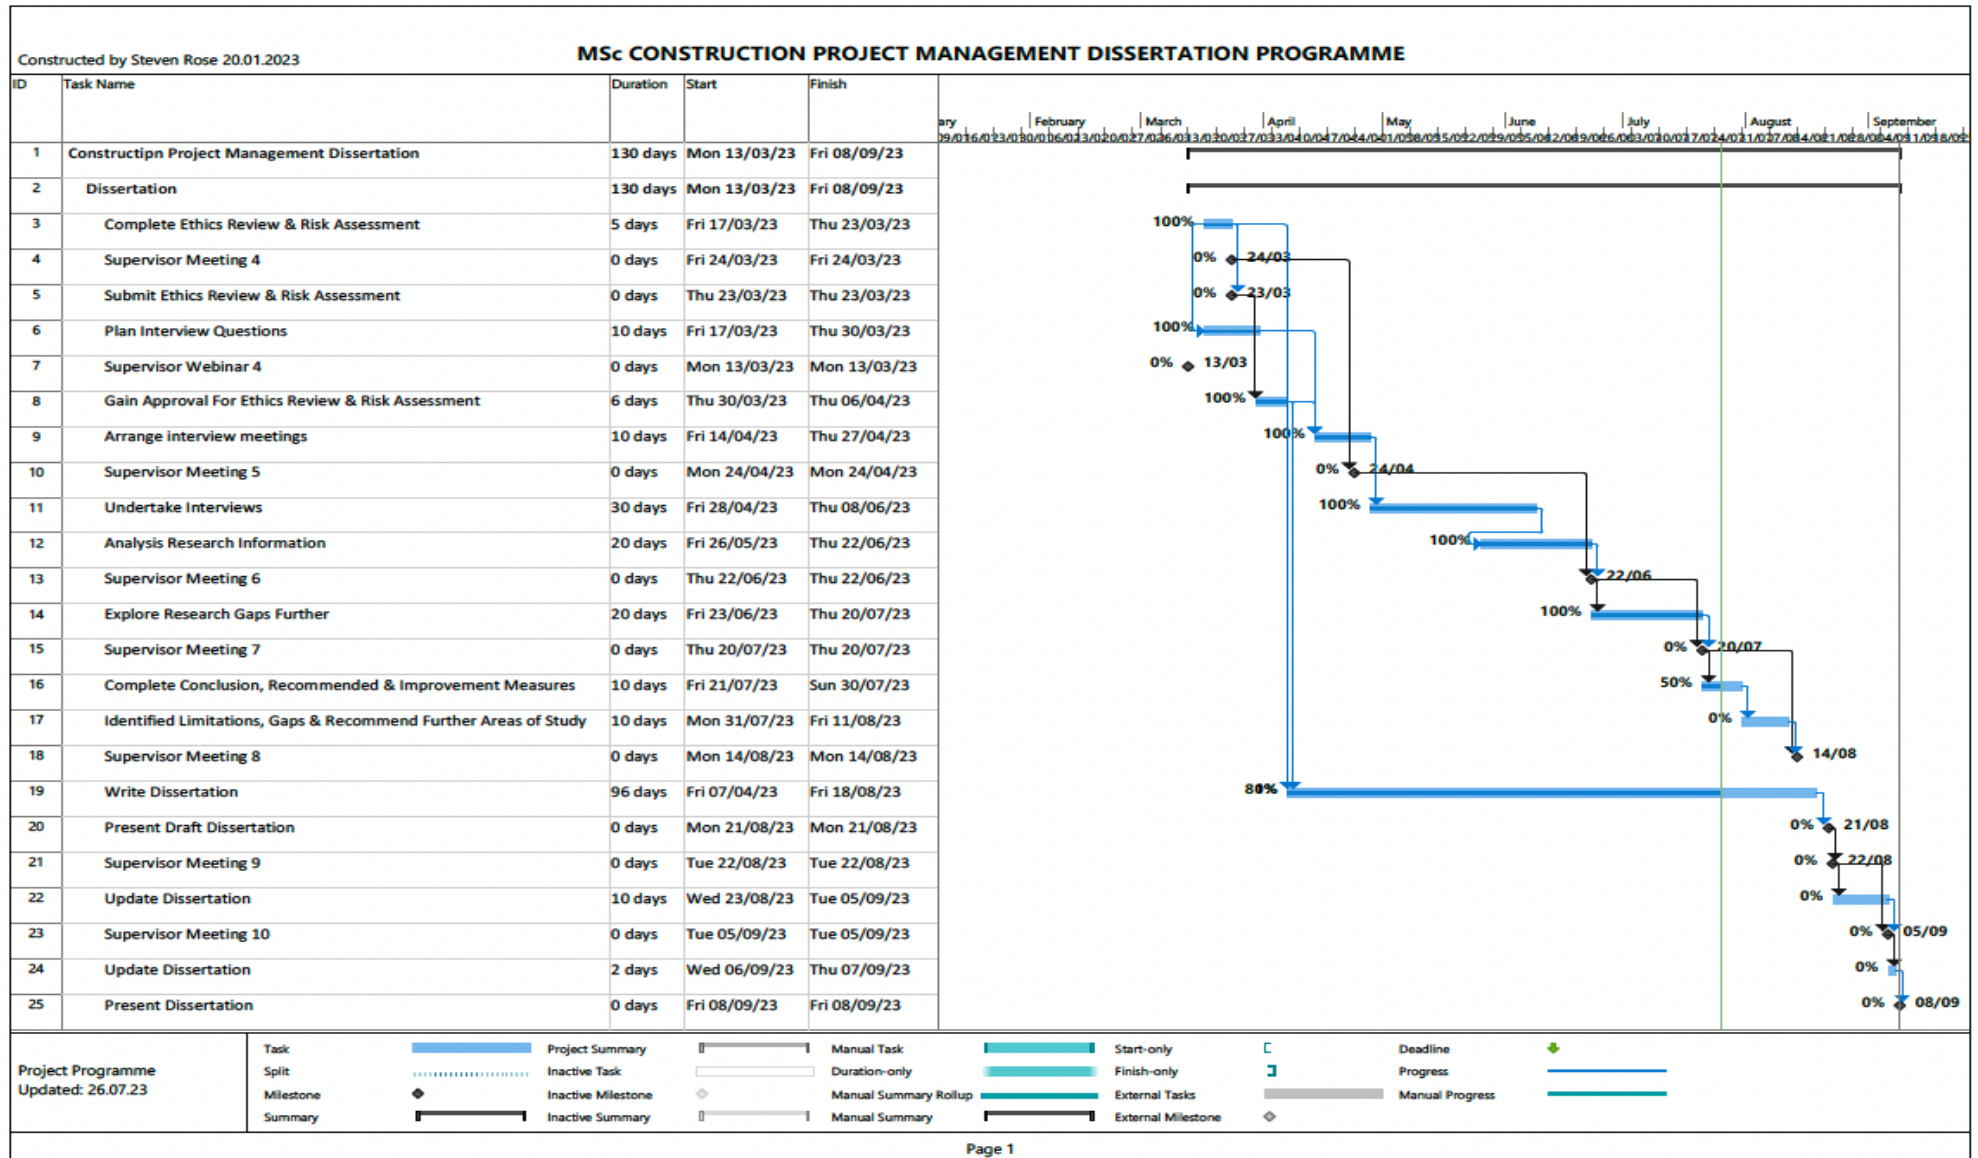 MSc CONSTRUCTION PROJECT MANAGEMENT DISSERTATION PROGRAMME
Constructed by Steven Rose 20.01.2023
ID Task Name Duration Start Finish
ary February March April May June July August September
1 Constructipn Project Management Dissertation 130 days Mon 13/03/23 Fri 08/09/23
2 Dissertation 130 days Mon 13/03/23 Fri 08/09/23
3 Complete Ethics Review & Risk Assessment 5 days Fri 17/03/23 Thu 23/03/23 100%
4 Supervisor Meeting 4 0 days Fri 24/03/23 Fri 24/03/23 0% 24/03
5 Submit Ethics Review & Risk Assessment 0 days Thu 23/03/23 Thu 23/03/23 0% 23/03
6 Plan Interview Questions 10 days Fri 17/03/23 Thu 30/03/23 100%
7 Supervisor Webinar 4 0 days Mon 13/03/23 Mon 13/03/23 0% 13/03
8 Gain Approval For Ethics Review & Risk Assessment 6 days Thu 30/03/23 Thu 06/04/23 100%
9 Arrange interview meetings 10 days Fri 14/04/23 Thu 27/04/23 100%
10 Supervisor Meeting 5 0 days Mon 24/04/23 Mon 24/04/23 0% 24/04
11 Undertake Interviews 30 days Fri 28/04/23 Thu 08/06/23 100%
12 Analysis Research Information 20 days Fri 26/05/23 Thu 22/06/23 100%
13 Supervisor Meeting 6 0 days Thu 22/06/23 Thu 22/06/23 22/06
14 Explore Research Gaps Further 20 days Fri 23/06/23 Thu 20/07/23 100%
15 Supervisor Meeting 7 0 days Thu 20/07/23 Thu 20/07/23 0% 20/07
16 Complete Conclusion, Recommended & Improvement Measures 10 days Fri 21/07/23 Sun 30/07/23 50%
17 Identified Limitations, Gaps & Recommend Further Areas of Study 10 days Mon 31/07/23 Fri 11/08/23 0%
18 Supervisor Meeting 8 0 days Mon 14/08/23 Mon 14/08/23 14/08
19 Write Dissertation 96 days Fri 07/04/23 Fri 18/08/23
20 Present Draft Dissertation 0 days Mon 21/08/23 Mon 21/08/23 0% 21/08
21 Supervisor Meeting 9 0 days Tue 22/08/23 Tue 22/08/23 0% 22/08
22 Update Dissertation 10 days Wed 23/08/23 Tue 05/09/23 0%
23 Supervisor Meeting 10 0 days Tue 05/09/23 Tue 05/09/23 0% 05/09
24 Update Dissertation 2 days Wed 06/09/23 Thu 07/09/23 0%
25 Present Dissertation 0 days Fri 08/09/23 Fri 08/09/23 0% 08/09
Project Programme
Updated: 26.07.23
Task Project Summary Manual Task Start-only Deadline
Split Inactive Task Duration-only Finish-only Progress
Milestone Inactive Milestone Manual Summary Rollup External Tasks Manual Progress
Summary Inactive Summary Manual Summary External Milestone
Page 1